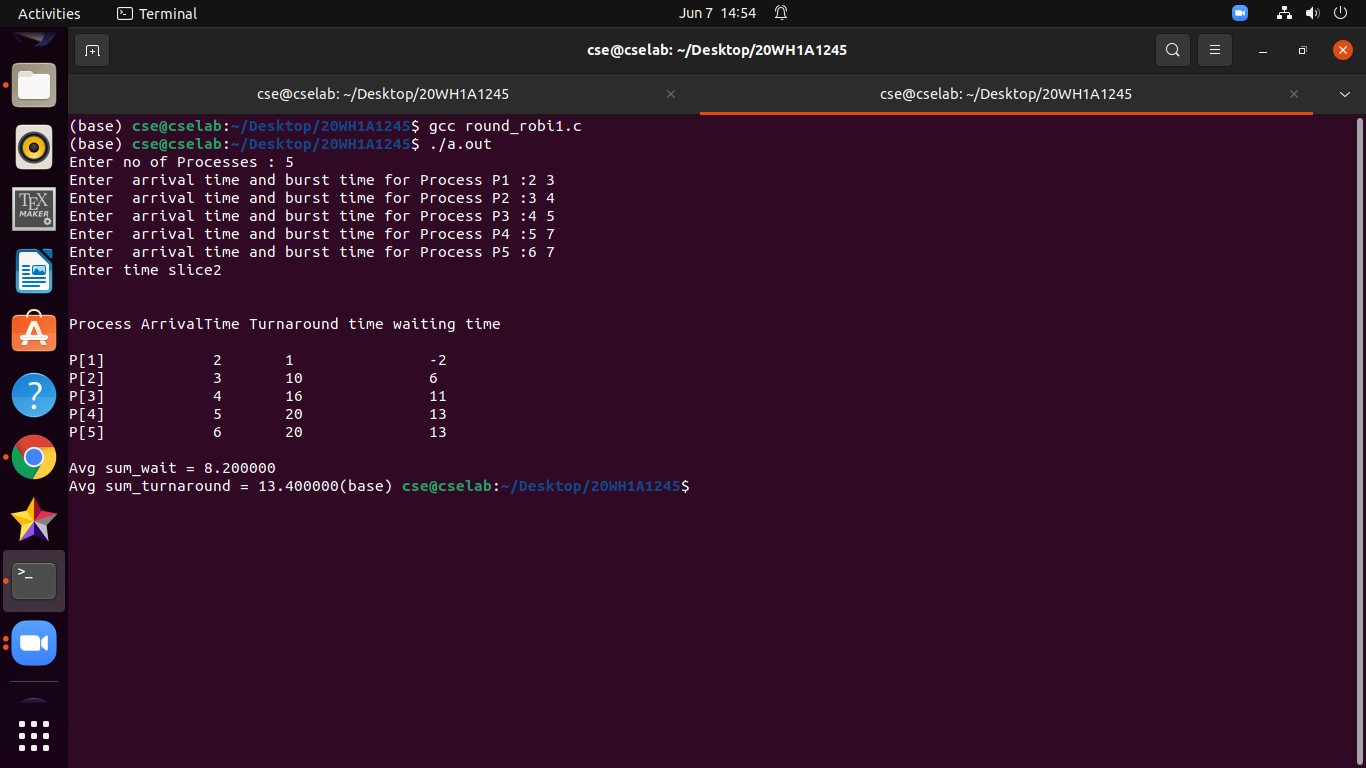 Activities Terminal Jun 7 14:54
cse@cselab: ~/Desktop/20WH1A1245
cse@cselab: ~/Desktop/20WH1A1245 cse@cselab: ~/Desktop/20WH1A1245
(base) cse@cselab:~/Desktop/20WH1A1245$ gcc round_robi1.c
(base) cse@cselab:~/Desktop/20WH1A1245$ ./a.out
Enter no of Processes : 5
Enter  arrival time and burst time for Process P1 :2 3
Enter  arrival time and burst time for Process P2 :3 4
Enter  arrival time and burst time for Process P3 :4 5
Enter  arrival time and burst time for Process P4 :5 7
Enter  arrival time and burst time for Process P5 :6 7
Enter time slice2
Process ArrivalTime Turnaround time waiting time
P[1]            2       1               -2
P[2]            3       10              6
P[3]            4       16              11
P[4]            5       20              13
P[5]            6       20              13
Avg sum_wait = 8.200000
Avg sum_turnaround = 13.400000(base) cse@cselab:~/Desktop/20WH1A1245$
TEX
MAKER
?
>_